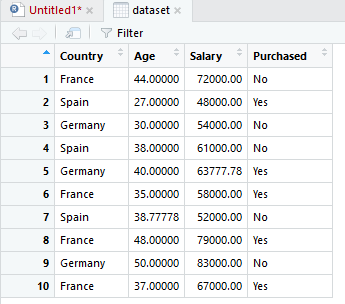 Untitled1* dataset
Filter
Country Age Salary Purchased
1 France 44.00000 72000.00 No
2 Spain 27.00000 48000.00 Yes
3 Germany 30.00000 54000.00 No
4 Spain 38.00000 61000.00 No
5 Germany 40.00000 63777.78 Yes
6 France 35.00000 58000.00 Yes
7 Spain 38.77778 52000.00 No
8 France 48.00000 79000.00 Yes
9 Germany 50.00000 83000.00 No
10 France 37.00000 67000.00 Yes